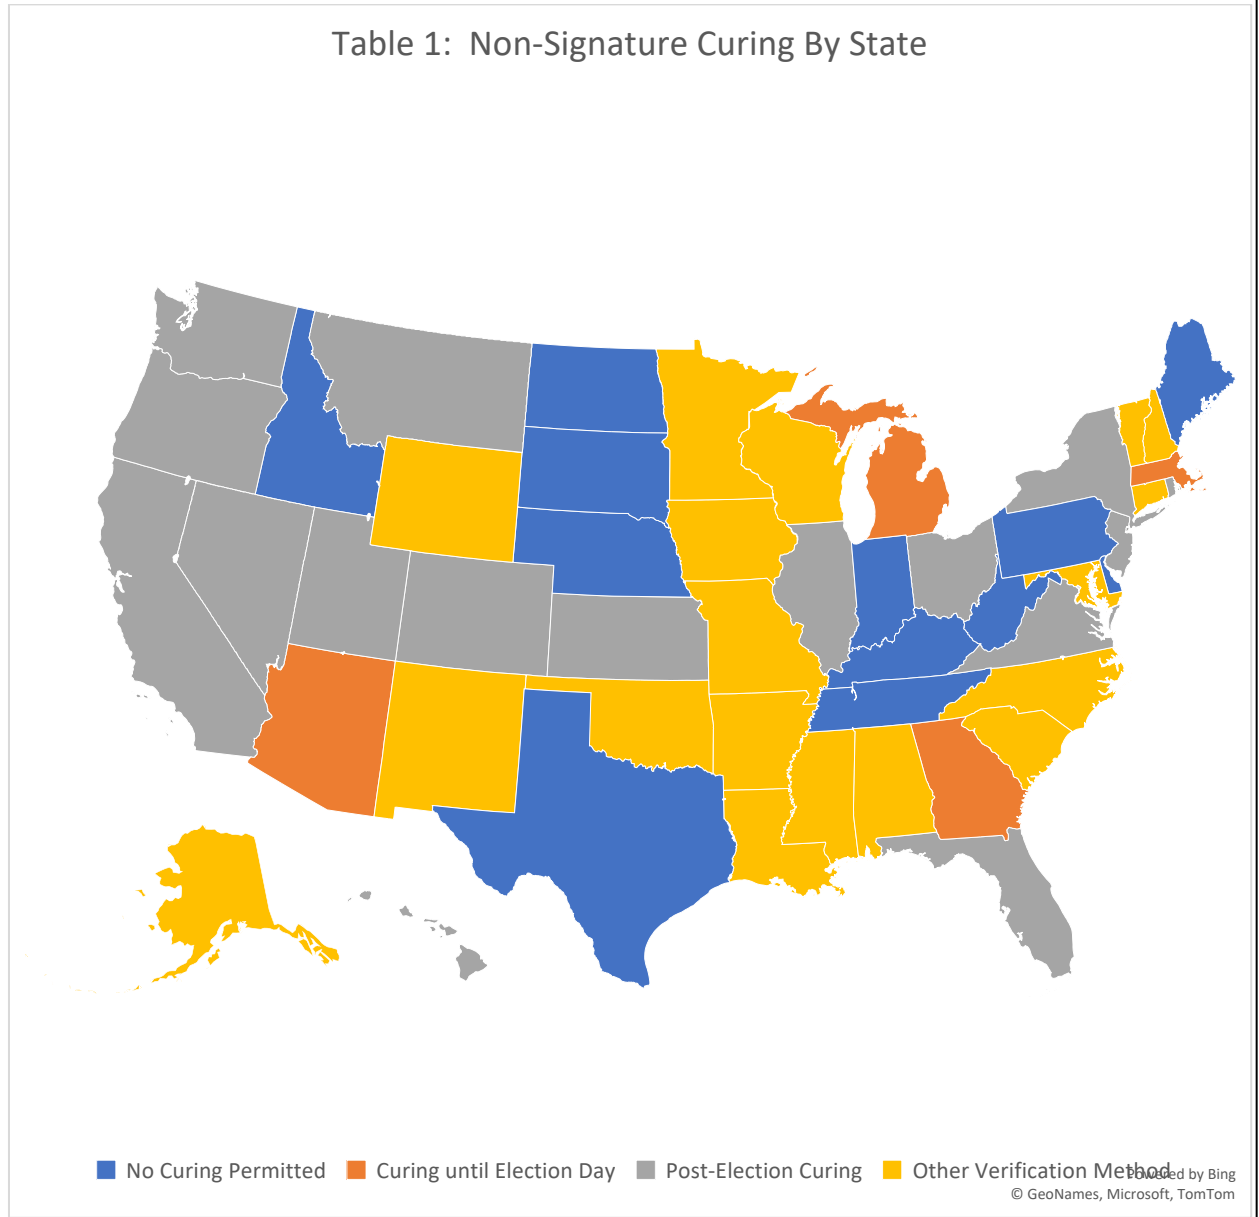 Table 1: Non-Signature Curing By State
No Curing Permitted Curing until Election Day Post-Election Curing Other Verification Method
Powered by Bing
© GeoNames, Microsoft, TomTom